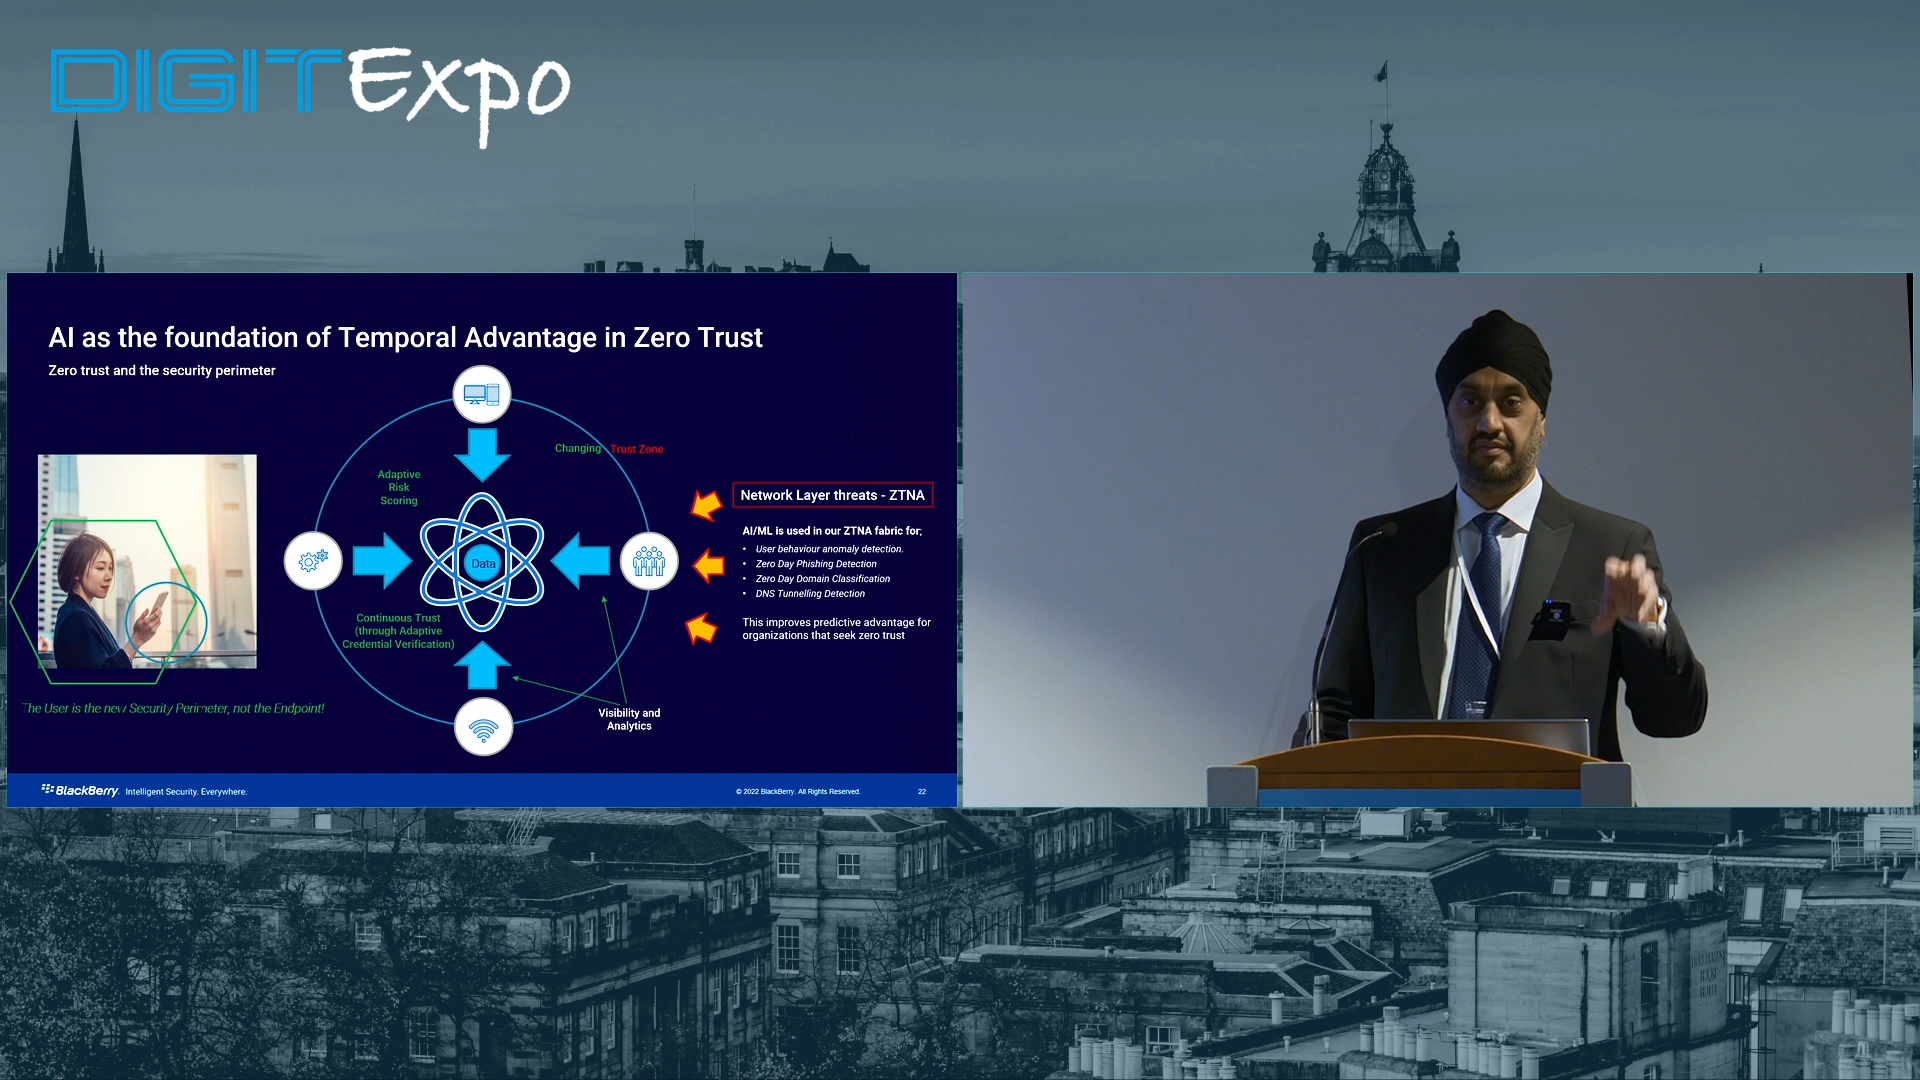 DIGITExpo
AI as the foundation of Temporal Advantage in Zero Trust
Zero trust and the security perimeter
Changing Trust Zone
Adaptive
Risk
Scoring
Network Layer threats - ZTNA
AI/ML is used in our ZTNA fabric for;
• User behaviour anomaly detection.
• Zero Day Phishing Detection
• Zero Day Domain Classification
• DNS Tunnelling Detection
Data
Continuous Trust
(through Adaptive
Credential Verification)
This improves predictive advantage for
organizations that seek zero trust
The User is the new Security Perimeter, not the Endpoint!
Visibility and
Analytics
BlackBerry. Intelligent Security. Everywhere.
© 2022 BlackBerry. All Rights Reserved.
22